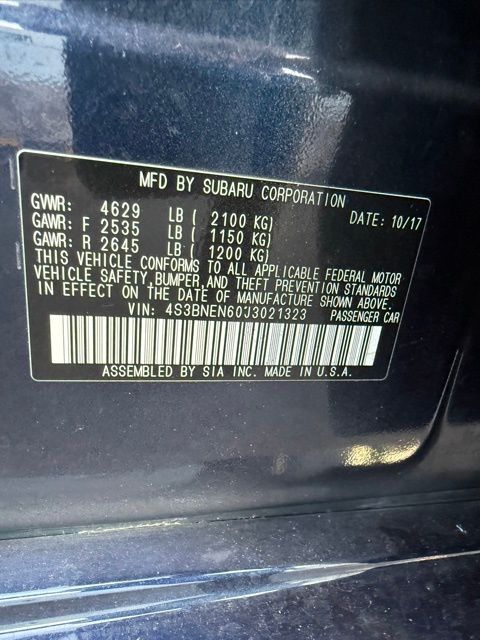 MFD BY SUBARU CORPORATION
GVWR: 4629 LB ( 2100 KG) DATE: 10/17
GAWR: F 2535 LB ( 1150 KG)
GAWR: R 2645 LB ( 1200 KG)
THIS VEHICLE CONFORMS TO ALL APPLICABLE FEDERAL MOTOR
VEHICLE SAFETY,BUMPER,AND THEFT PREVENTION STANDARDS
IN EFFECT ON THE DATE OF MANUFACTURE SHOWN ABOVE.
VIN: 4S3BNEN60J3021323 PASSENGER CAR
ASSEMBLED BY SIA INC. MADE IN U.S.A.